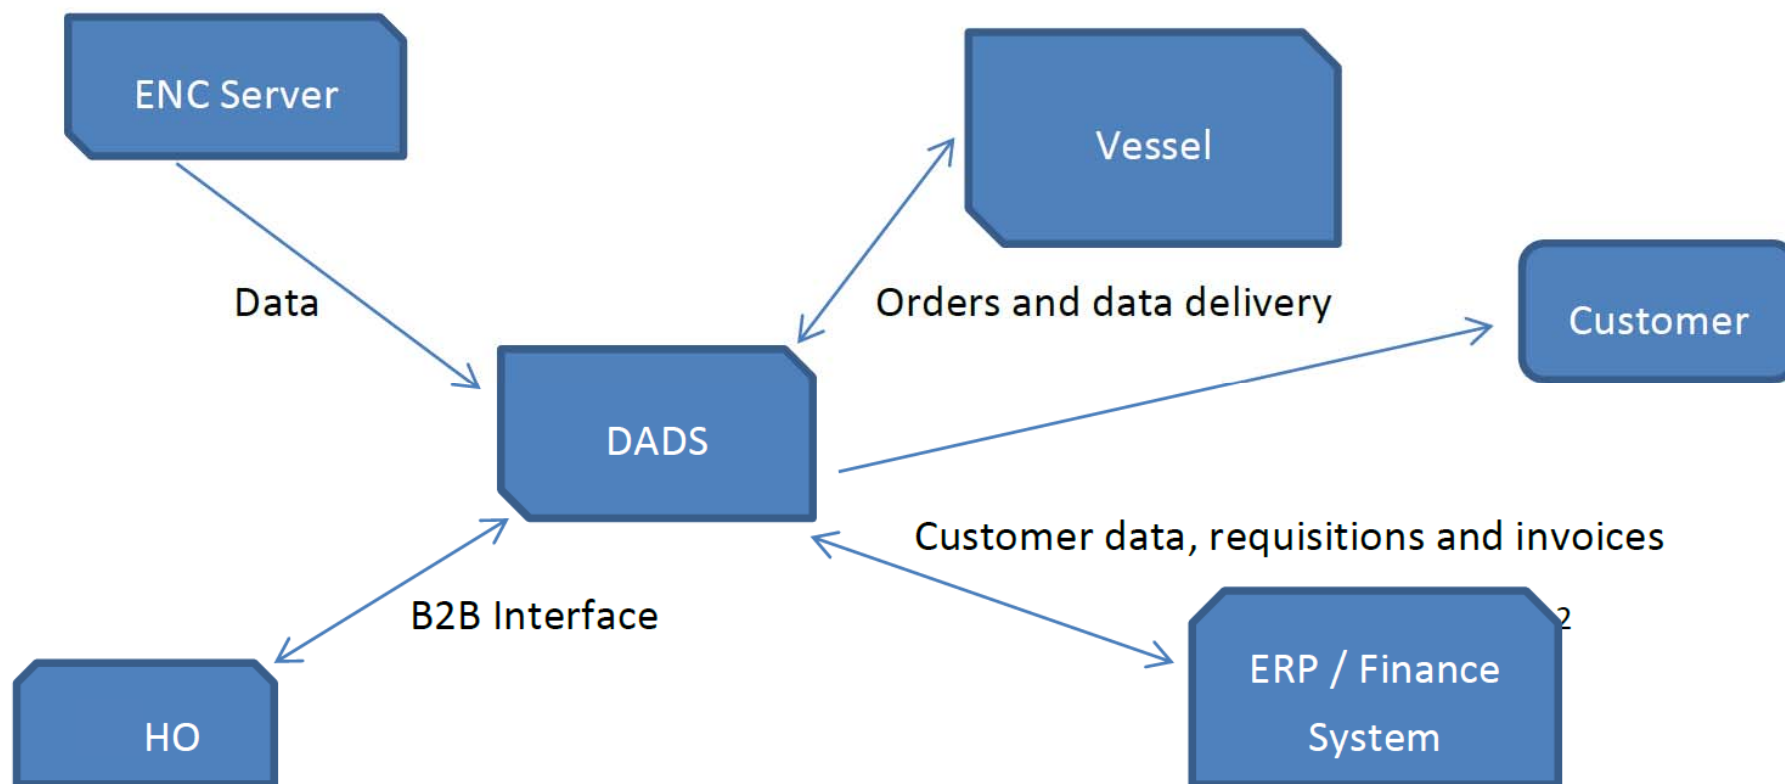 ENC Server
Vessel
Data
Orders and data delivery
Customer
DADS
Customer data, requisitions and invoices
B2B Interface
2
ERP / Finance
System
HO